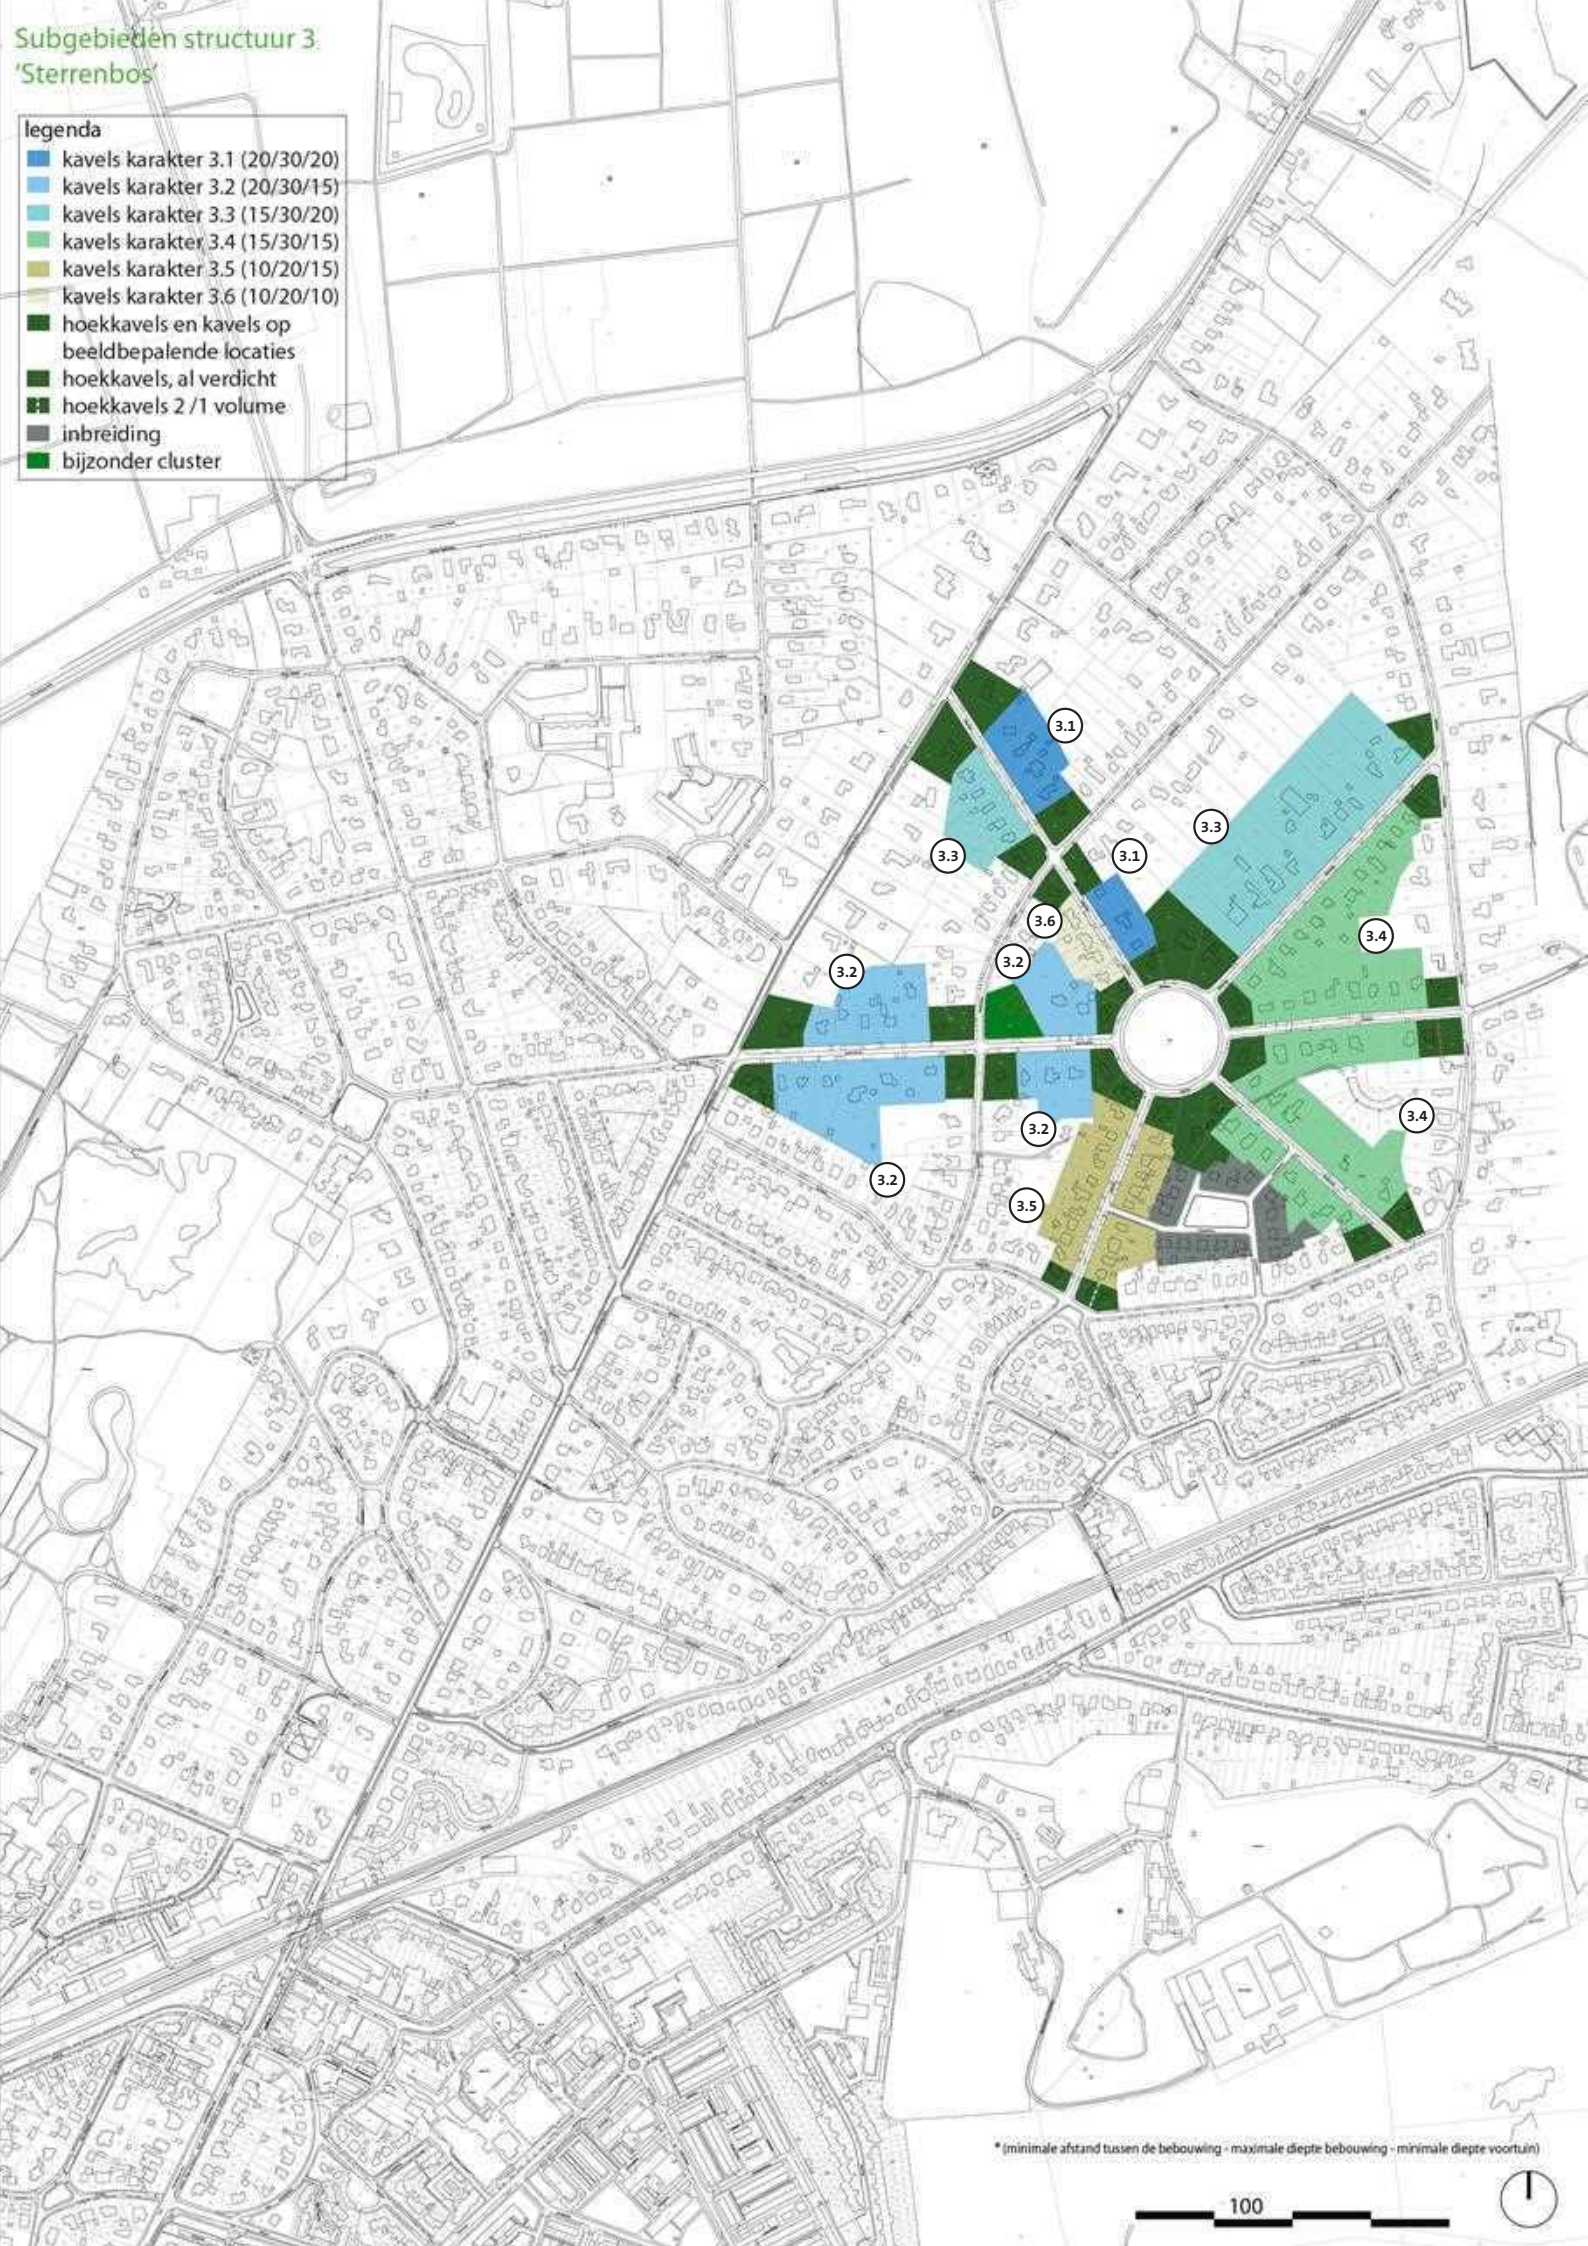 Subgebieden structuur 3
'Sterrenbos'
legenda
kavels karakter 3.1 (20/30/20)
kavels karakter 3.2 (20/30/15)
kavels karakter 3.3 (15/30/20)
kavels karakter 3.4 (15/30/15)
kavels karakter 3.5 (10/20/15)
kavels karakter 3.6 (10/20/10)
hoekkavels en kavels op
beeldbepalende locaties
hoekkavels, al verdicht
hoekkavels 2 /1 volume
inbreiding
bijzonder cluster
3.1
3.3
3.3
3.1
3.6
3.4
3.2
3.2
3.4
3.2
3.2
3.5
*(minimale afstand tussen de bebouwing - maximale diepte bebouwing - minimale diepte voortuin)
100